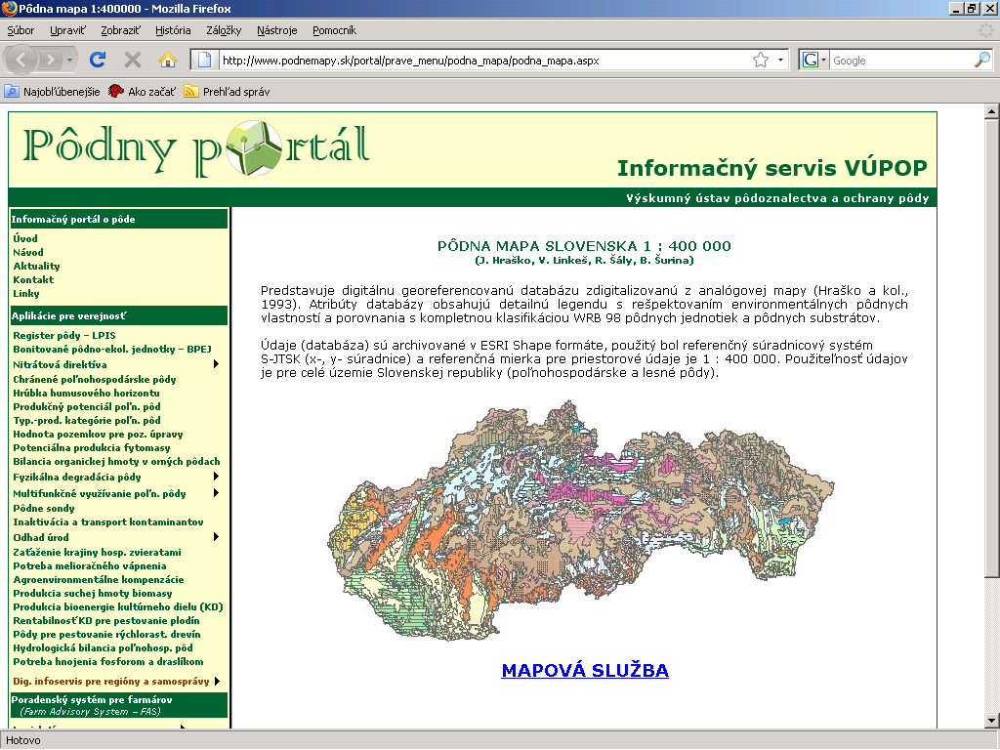 Pôdna mapa 1:400000 - Mozilla Firefox
Súbor Upraviť Zobraziť História Záložky Nástroje Pomocník
http://www.podnemapy.sk/portal/prave_menu/podna_mapa/podna_mapa.aspx
G Google
Najobľúbenejšie Ako začať Prehľad správ
Pôdny portál
Informačný servis VÚPOP
Výskumný ústav pôdoznalectva a ochrany pôdy
Informačný portál o pôde
Úvod
Návod
Aktuality
Kontakt
Linky
Aplikácie pre verejnosť
Register pôdy – LPIS
Bonitované pôdno-ekol. jednotky – BPEJ
Nitrátová direktíva
Chránené poľnohospodárske pôdy
Hrúbka humusového horizontu
Produkčný potenciál poľn. pôd
Typ.-prod. kategórie poľn. pôd
Hodnota pozemkov pre poz. úpravy
Potenciálna produkcia fytomasy
Bilancia organickej hmoty v orných pôdach
Fyzikálna degradácia pôdy
Multifunkčné využívanie poľn. pôdy
Pôdne sondy
Inaktivácia a transport kontaminantov
Odhad úrod
Zaťaženie krajiny hosp. zvieratami
Potreba melioračného vápnenia
Agroenvironmentálne kompenzácie
Produkcia suchej hmoty biomasy
Produkcia bioenergie kultúrneho dielu (KD)
Rentabilnosť KD pre pestovanie plodín
Pôdy pre pestovanie rýchlorast. drevín
Hydrologická bilancia poľnohosp. pôd
Potreba hnojenia fosforom a draslíkom
Dig. infoservis pre regióny a samosprávy
Poradenský systém pre farmárov
(Farm Advisory System – FAS)
PÔDNA MAPA SLOVENSKA 1 : 400 000
(J. Hraško, V. Linkeš, R. Šály, B. Šurina)
Predstavuje digitálnu georeferencovanú databázu zdigitalizovanú z analógovej mapy (Hraško a kol.,
1993). Atribúty databázy obsahujú detailnú legendu s rešpektovaním environmentálnych pôdnych
vlastností a porovnania s kompletnou klasifikáciou WRB 98 pôdnych jednotiek a pôdnych substrátov.
Údaje (databáza) sú archivované v ESRI Shape formáte, použitý bol referenčný súradnicový systém
S-JTSK (x-, y- súradnice) a referenčná mierka pre priestorové údaje je 1 : 400 000. Použiteľnosť údajov
je pre celé územie Slovenskej republiky (poľnohospodárske a lesné pôdy).
MAPOVÁ SLUŽBA
Hotovo